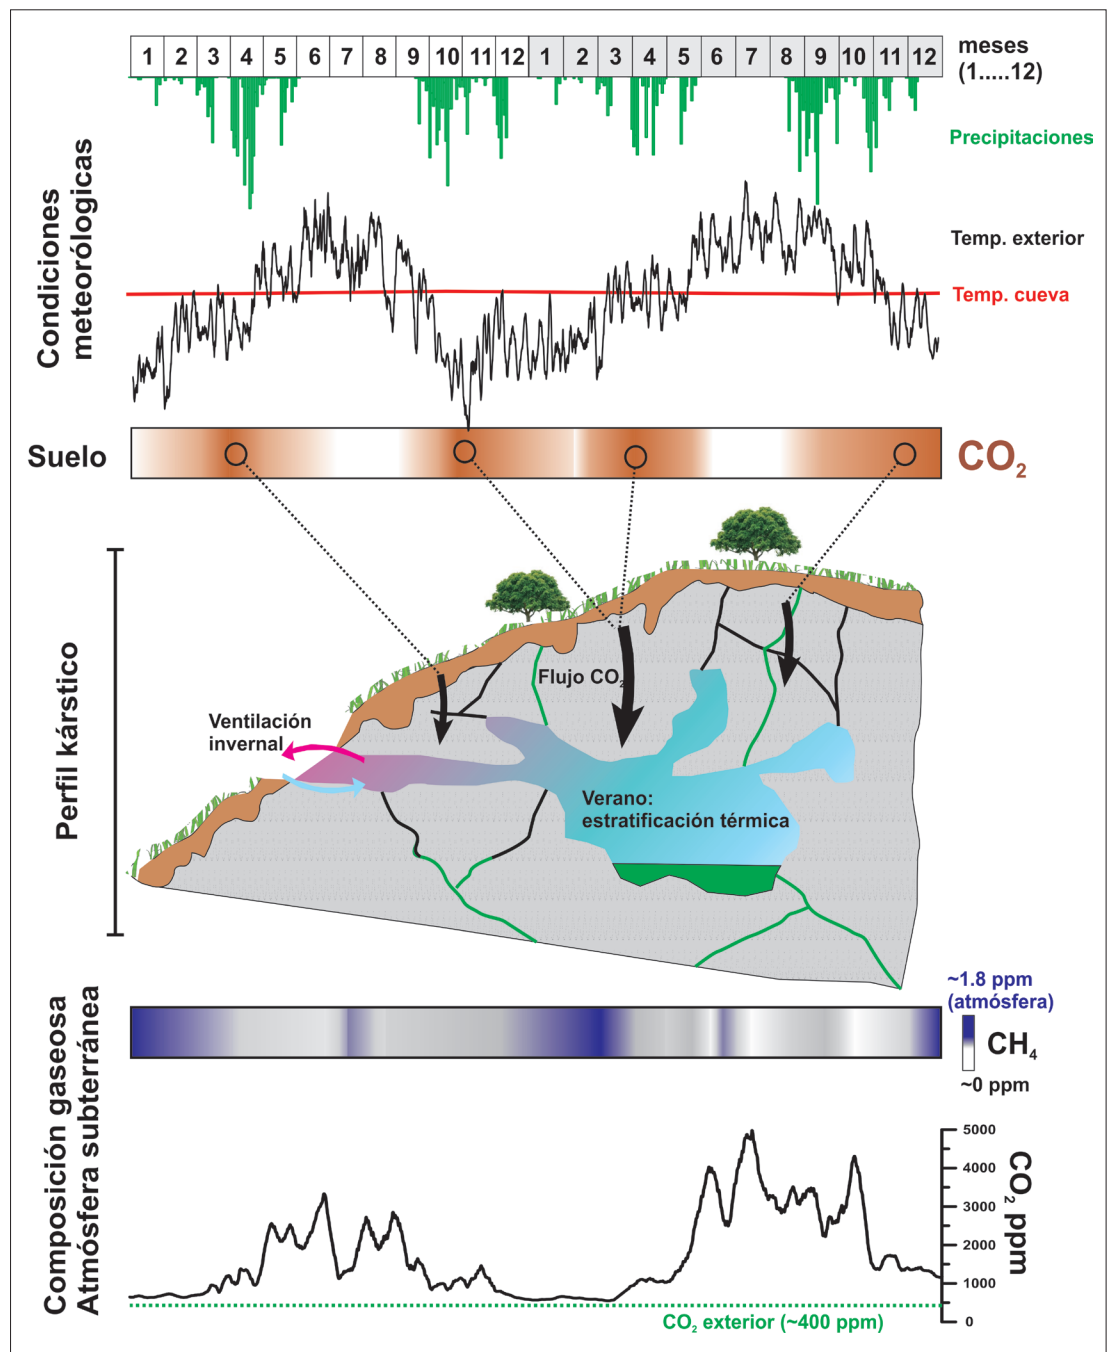 1 2 3 4 5 6 7 8 9 10 11 12 1 2 3 4 5 6 7 8 9 10 11 12
meses
(1.....12)
Precipitaciones
Condiciones
meteorólogicas
Temp. exterior
Temp. cueva
Suelo
CO₂
Perfil kárstico
Flujo CO₂
Ventilación
invernal
Verano:
estratificación térmica
Composición gaseosa
Atmósfera subterránea
~1.8 ppm
(atmósfera)
CH₄
~0 ppm
5000
4000
3000
2000
1000
0
CO₂ ppm
CO₂ exterior (~400 ppm)